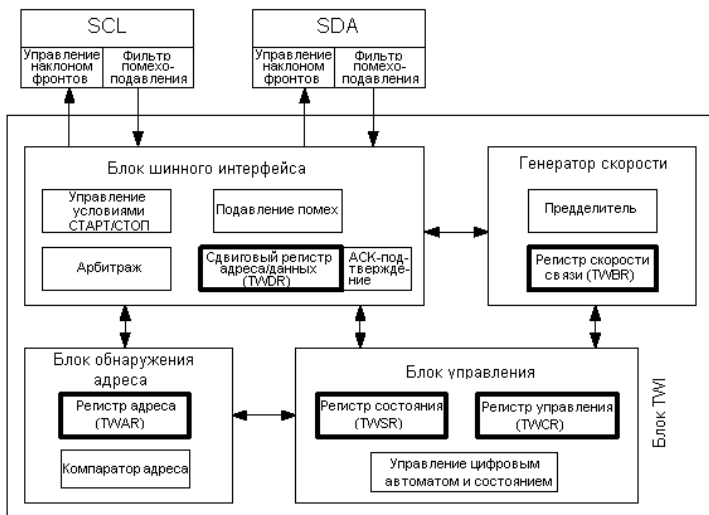 SCL
SDA
Управление
наклоном
фронтов
Фильтр
помехо-
подавления
Управление
наклоном
фронтов
Фильтр
помехо-
подавления
Блок шинного интерфейса
Управление
условиями
СТАРТ/СТОП
Подавление помех
Арбитраж
Сдвиговый регистр
адреса/данных
(TWDR)
АСК-под-
тверждe-
ние
Генератор скорости
Предделитель
Регистр скорости
связи (TWBR)
Блок обнаружения
адреса
Регистр адреса
(TWAR)
Компаратор адреса
Блок управления
Регистр состояния
(TWSR)
Регистр управления
(TWCR)
Управление цифровым
автоматом и состоянием
Блок TWI